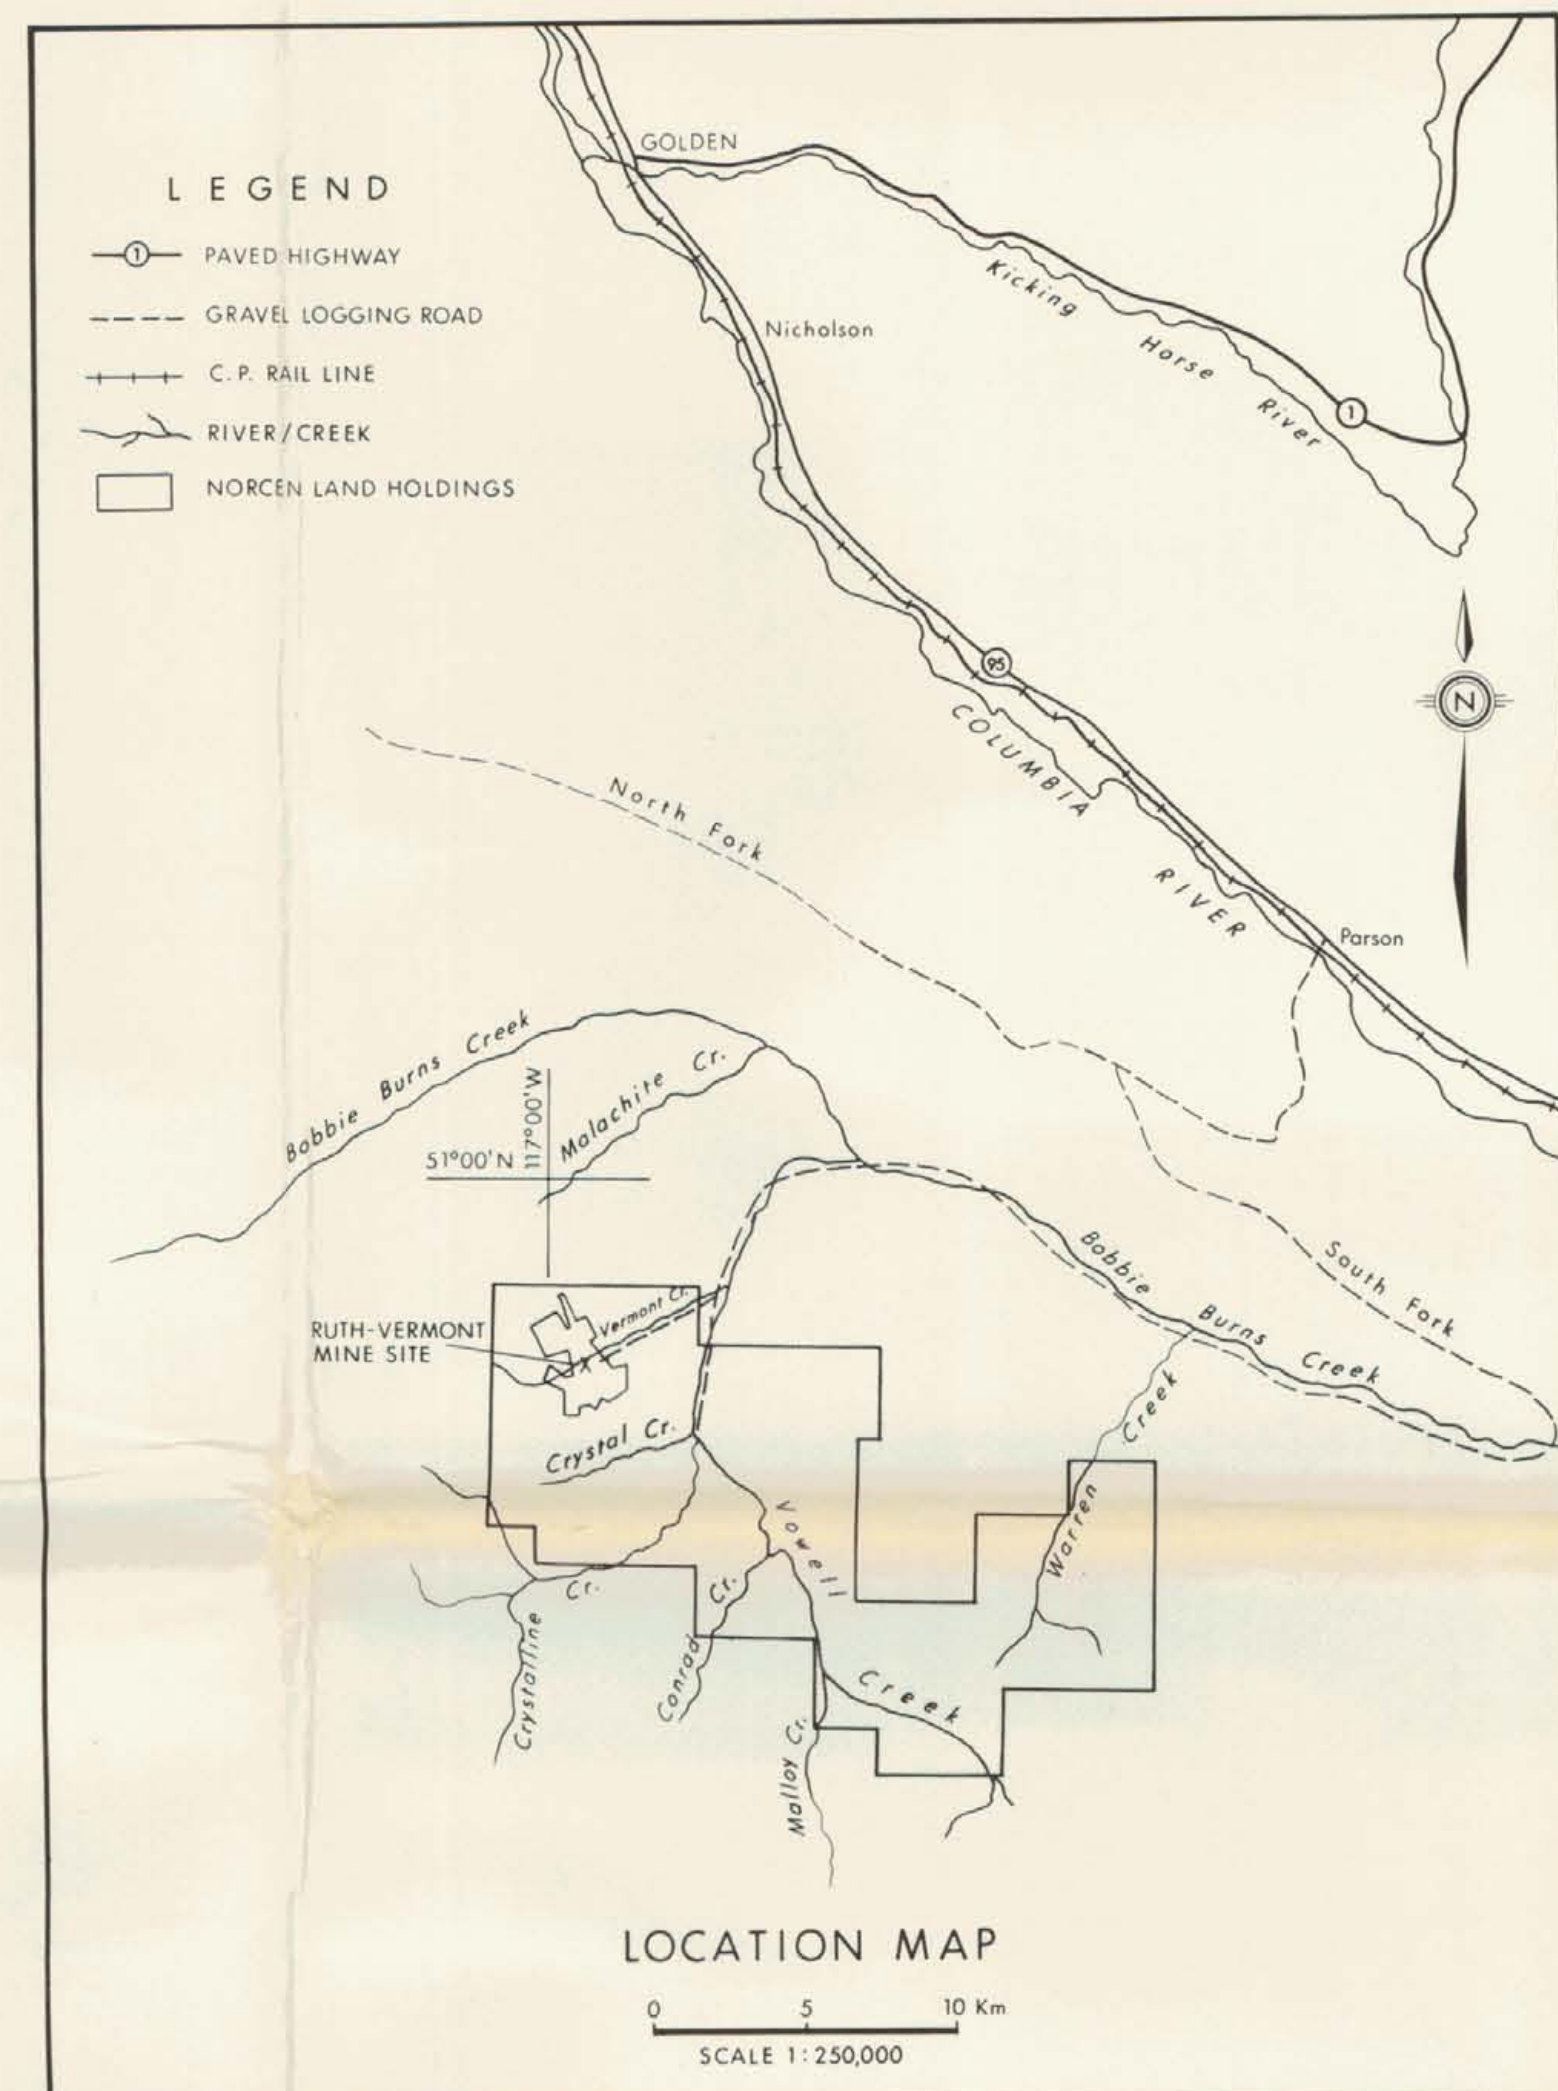 GOLDEN
LEGEND
1 PAVED HIGHWAY
GRAVEL LOGGING ROAD
C.P. RAIL LINE
RIVER/CREEK
NORCEN LAND HOLDINGS
Kicking Horse River
1
Nicholson
95
N
COLUMBIA RIVER
North Fork
Parson
Bobbie Burns Creek
Malachite Cr.
117°00'W
51°00'N
Bobbie Burns Creek
South Fork
RUTH-VERMONT
MINE SITE
Vermont Cr.
Crystal Cr.
Warren Creek
Vowell Creek
Crystalline Cr.
Conrad Cr.
Malloy Cr.
LOCATION MAP
0 5 10 Km
SCALE 1:250,000